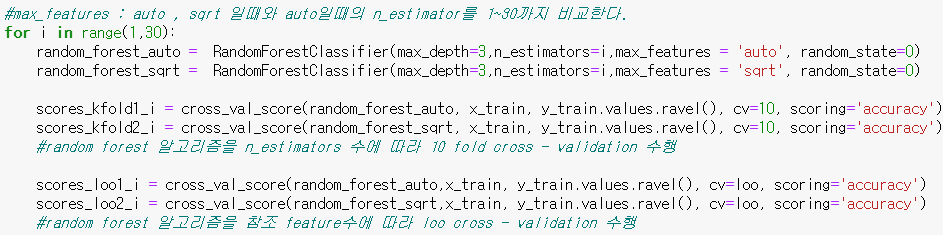 #max_features : auto , sqrt 일때와 auto일때의 n_estimator를 1~30까지 비교한다.
for i in range(1,30):
    random_forest_auto =  RandomForestClassifier(max_depth=3,n_estimators=i,max_features = 'auto', random_state=0)
    random_forest_sqrt =  RandomForestClassifier(max_depth=3,n_estimators=i,max_features = 'sqrt', random_state=0)
    scores_kfold1_i = cross_val_score(random_forest_auto, x_train, y_train.values.ravel(), cv=10, scoring='accuracy')
    scores_kfold2_i = cross_val_score(random_forest_sqrt, x_train, y_train.values.ravel(), cv=10, scoring='accuracy')
    #random forest 알고리즘을 n_estimators 수에 따라 10 fold cross - validation 수행
    scores_loo1_i = cross_val_score(random_forest_auto,x_train, y_train.values.ravel(), cv=loo, scoring='accuracy')
    scores_loo2_i = cross_val_score(random_forest_sqrt,x_train, y_train.values.ravel(), cv=loo, scoring='accuracy')
    #random forest 알고리즘을 참조 feature수에 따라 loo cross - validation 수행